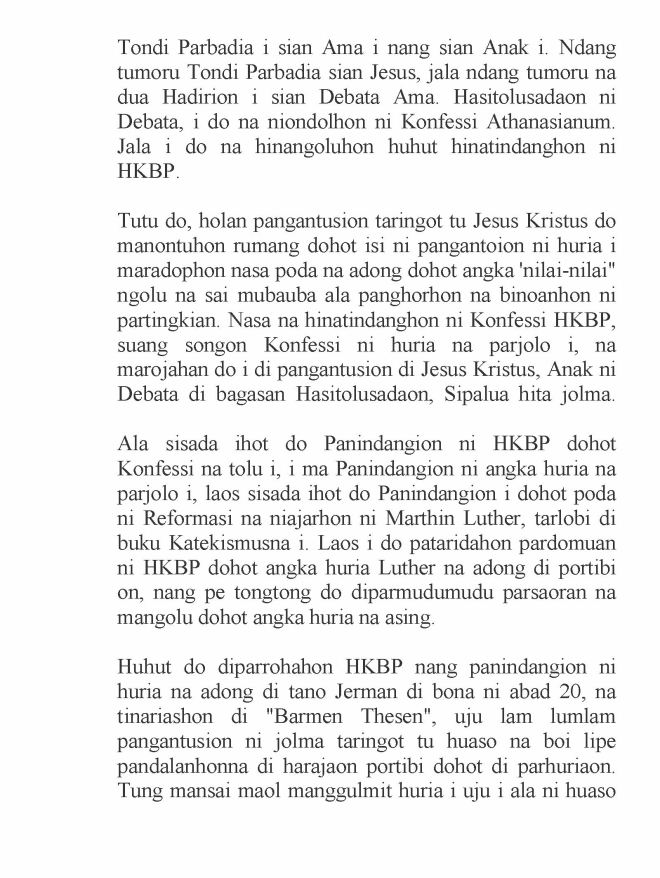 Tondi Parbadia i sian Ama i nang sian Anak i. Ndang
tumoru Tondi Parbadia sian Jesus, jala ndang tumoru na
dua Hadirion i sian Debata Ama. Hasitolusadaon ni
Debata, i do na niondolhon ni Konfessi Athanasianum.
Jala i do na hinangoluhon huhut hinatindanghon ni
HKBP.

Tutu do, holan pangantusion taringot tu Jesus Kristus do
manontuhon rumang dohot isi ni pangantoion ni huria i
maradophon nasa poda na adong dohot angka 'nilai-nilai"
ngolu na sai mubauba ala panghorhon na binoanhon ni
partingkian. Nasa na hinatindanghon ni Konfessi HKBP,
suang songon Konfessi ni huria na parjolo i, na
marojahan do i di pangantusion di Jesus Kristus, Anak ni
Debata di bagasan Hasitolusadaon, Sipalua hita jolma.

Ala sisada ihot do Panindangion ni HKBP dohot
Konfessi na tolu i, i ma Panindangion ni angka huria na
parjolo i, laos sisada ihot do Panindangion i dohot poda
ni Reformasi na niajarhon ni Marthin Luther, tarlobi di
buku Katekismusna i. Laos i do pataridahon pardomuan
ni HKBP dohot angka huria Luther na adong di portibi
on, nang pe tongtong do diparmudumudu parsaoran na
mangolu dohot angka huria na asing.

Huhut do diparrohahon HKBP nang panindangion ni
huria na adong di tano Jerman di bona ni abad 20, na
tinariashon di "Barmen Thesen", uju lam lumlam
pangantusion ni jolma taringot tu huaso na boi lipe
pandalanhonna di harajaon portibi dohot di parhuriaon.
Tung mansai maol manggulmit huria i uju i ala ni huaso